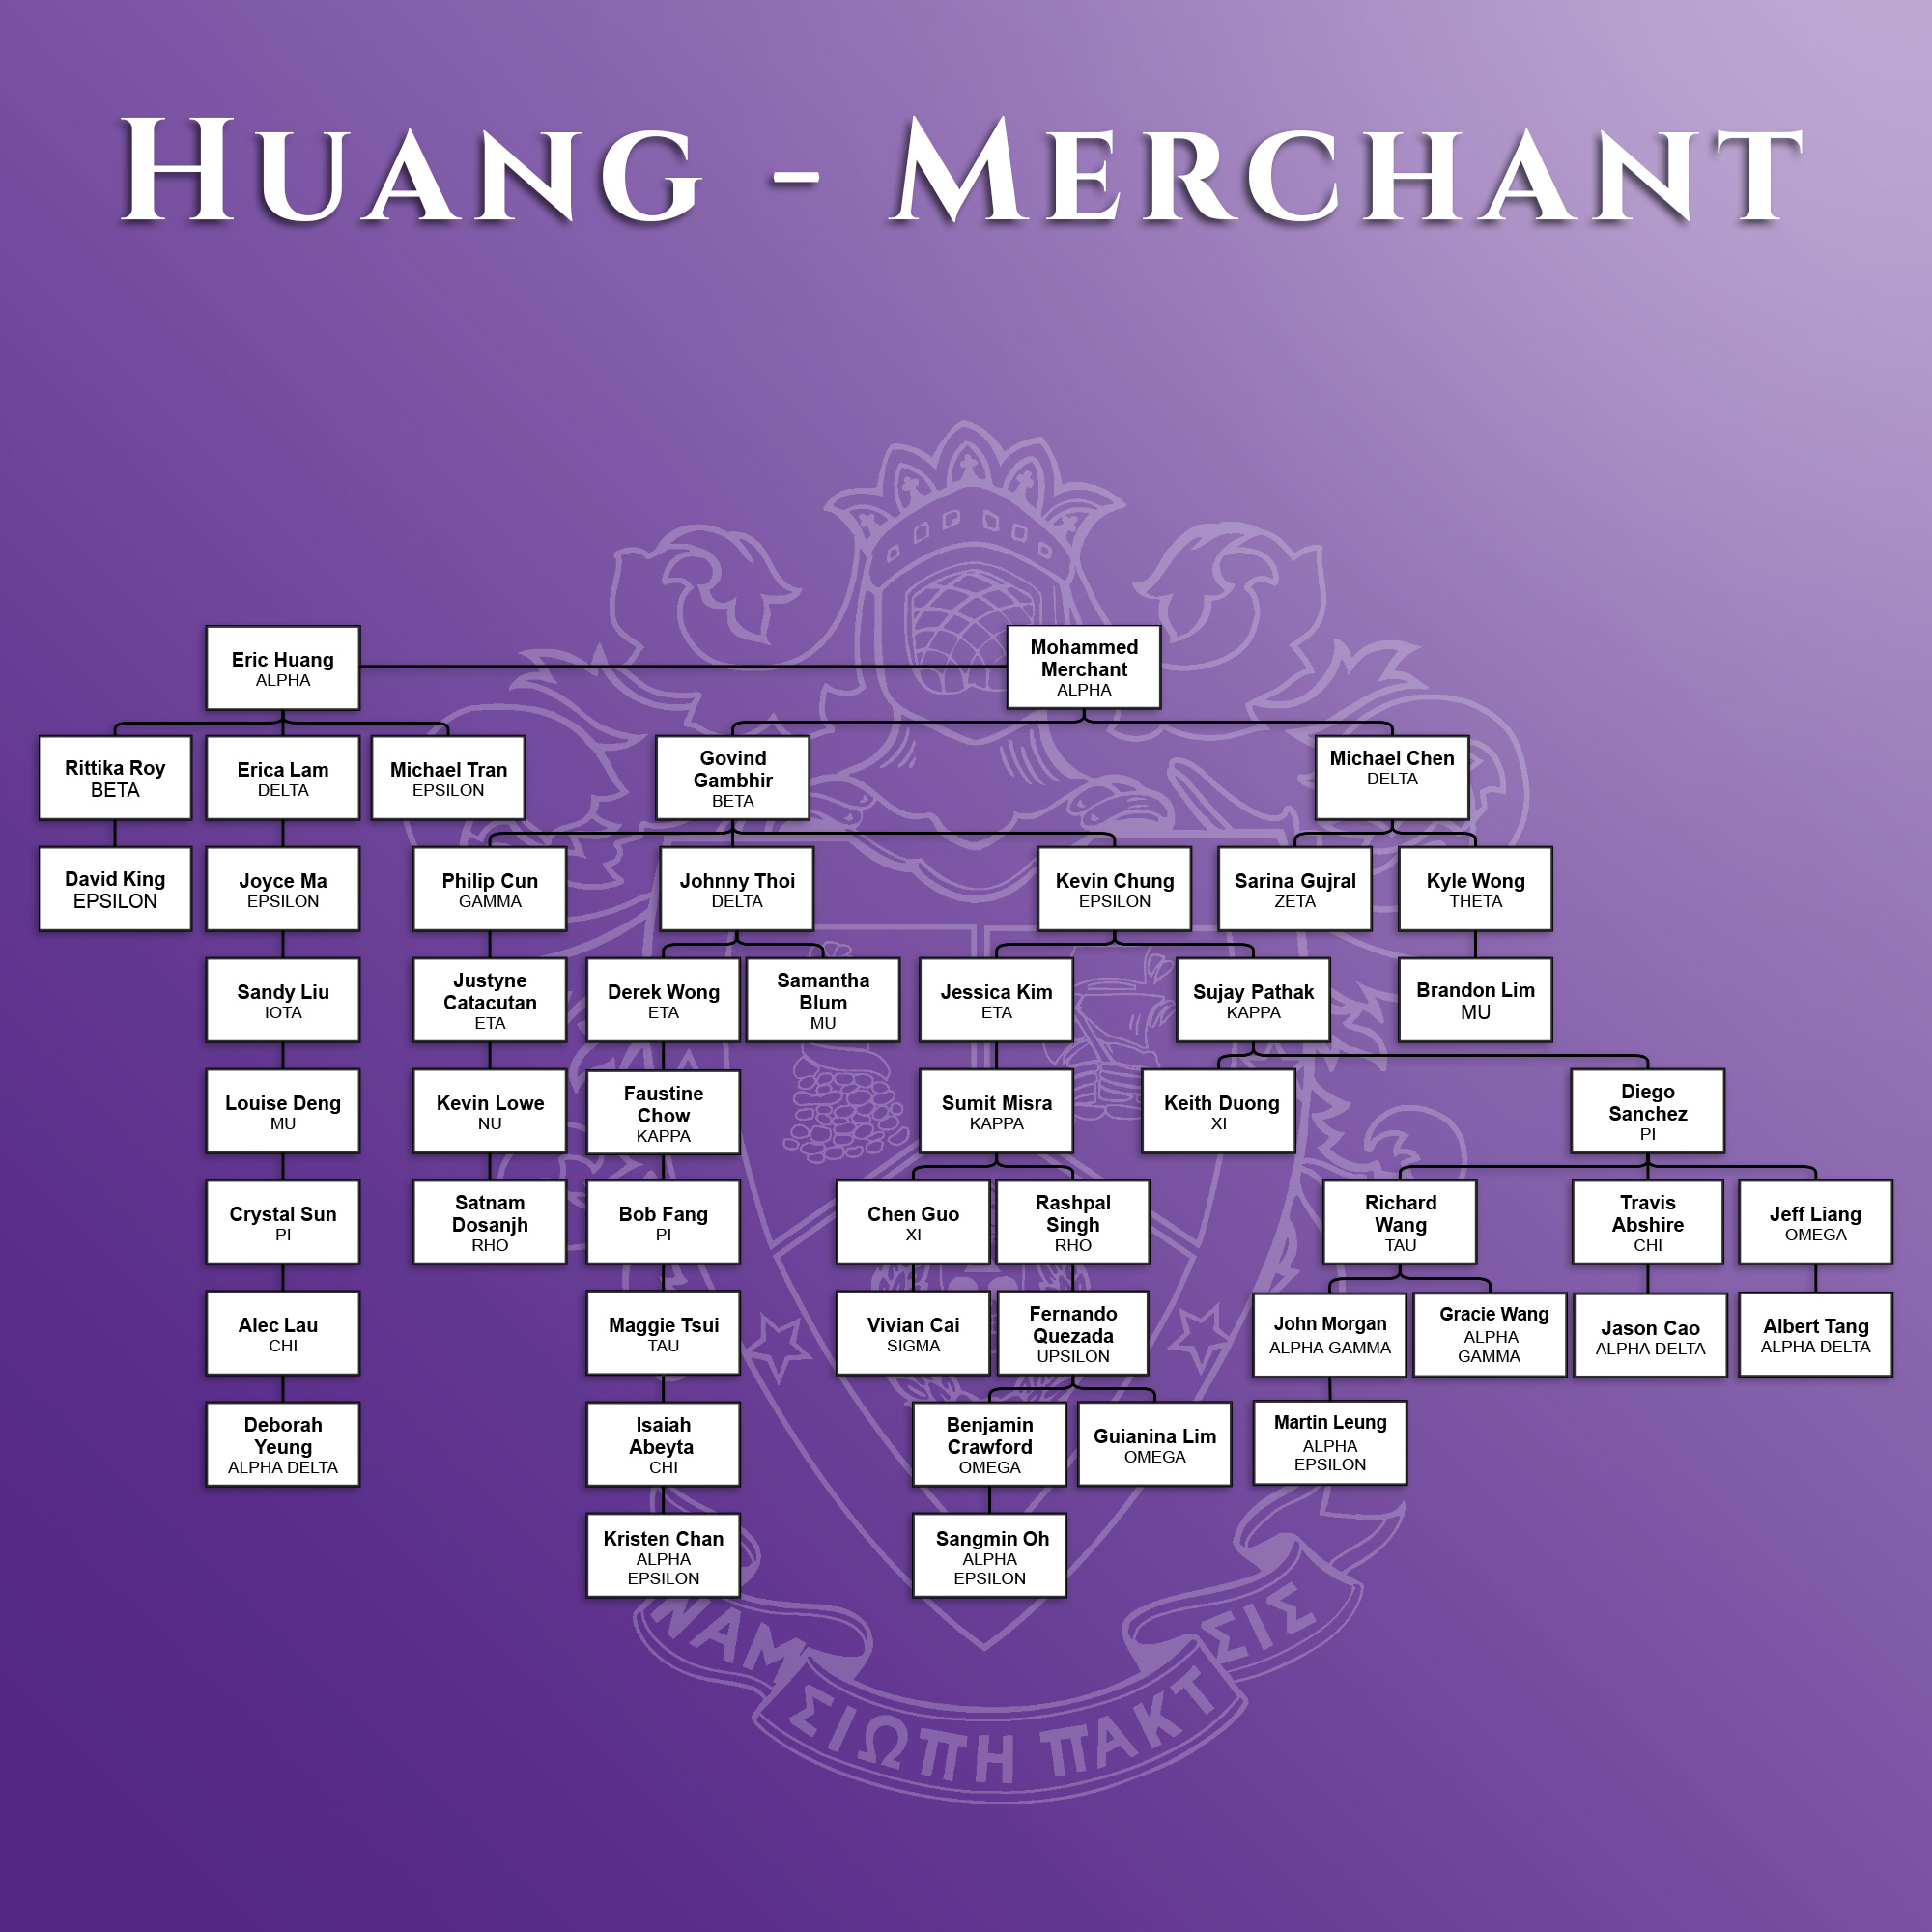 HUANG - MERCHANT
Eric Huang
ALPHA
Mohammed
Merchant
ALPHA
Rittika Roy
BETA
Erica Lam
DELTA
Michael Tran
EPSILON
Govind
Gambhir
BETA
Michael Chen
DELTA
David King
EPSILON
Joyce Ma
EPSILON
Philip Cun
GAMMA
Johnny Thoi
DELTA
Kevin Chung
EPSILON
Sarina Gujral
ZETA
Kyle Wong
THETA
Sandy Liu
IOTA
Justyne
Catacutan
ETA
Derek Wong
ETA
Samantha
Blum
MU
Jessica Kim
ETA
Sujay Pathak
KAPPA
Brandon Lim
MU
Louise Deng
MU
Kevin Lowe
NU
Faustine
Chow
KAPPA
Sumit Misra
KAPPA
Keith Duong
XI
Diego
Sanchez
PI
Crystal Sun
PI
Satnam
Dosanjh
RHO
Bob Fang
PI
Chen Guo
XI
Rashpal
Singh
RHO
Richard
Wang
TAU
Travis
Abshire
CHI
Jeff Liang
OMEGA
Alec Lau
CHI
Maggie Tsui
TAU
Vivian Cai
SIGMA
Fernando
Quezada
UPSILON
John Morgan
ALPHA GAMMA
Gracie Wang
ALPHA
GAMMA
Jason Cao
ALPHA DELTA
Albert Tang
ALPHA DELTA
Deborah
Yeung
ALPHA DELTA
Isaiah
Abeyta
CHI
Benjamin
Crawford
OMEGA
Guianina Lim
OMEGA
Martin Leung
ALPHA
EPSILON
Kristen Chan
ALPHA
EPSILON
Sangmin Oh
ALPHA
EPSILON
ΝΑΜ ΣΙΩΠΗ ΠΑΚΤ ΣΙΣ